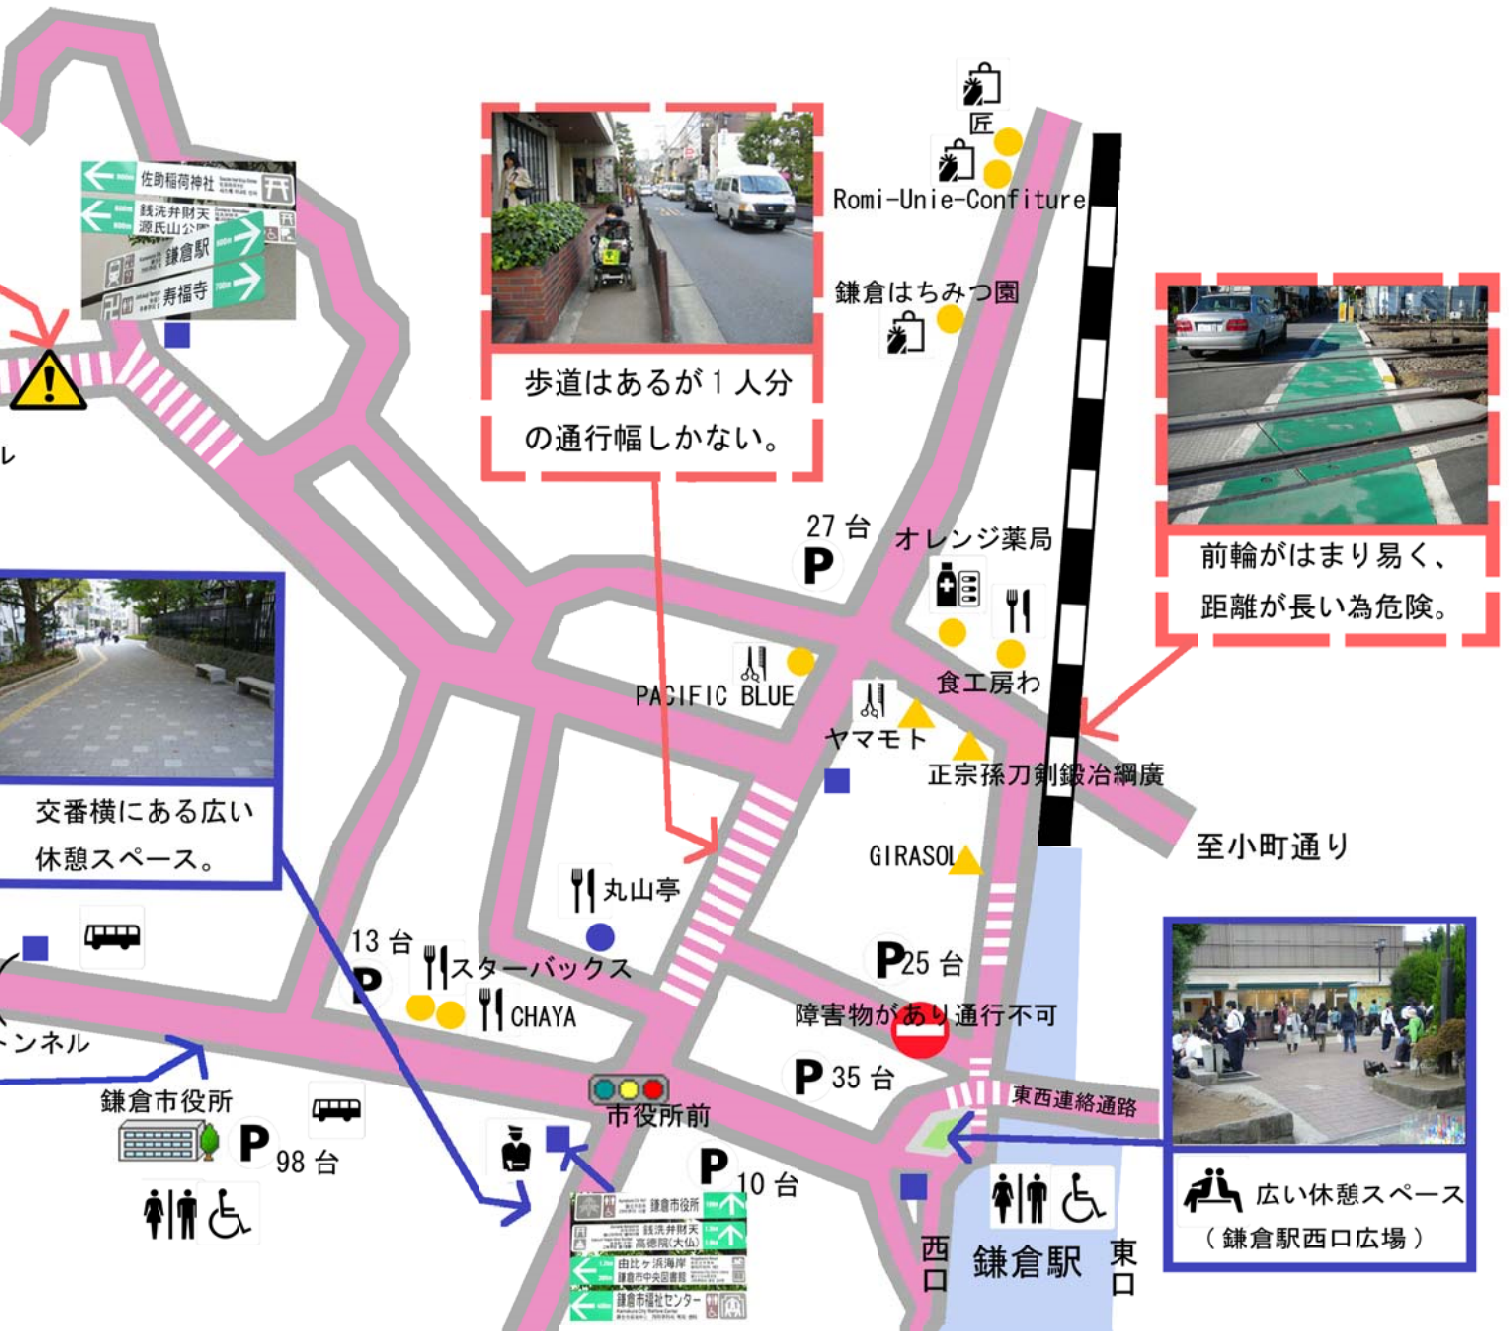 匠
Romi-Unie-Confiture
佐助稲荷神社
銭洗弁財天
源氏山公園
鎌倉駅
寿福寺
鎌倉はちみつ園
歩道はあるが1人分
の通行幅しかない。
ル
27台
P
オレンジ薬局
前輪がはまり易く、
距離が長い為危険。
食工房わ
PACIFIC BLUE
ヤマモト
正宗孫刀剣鍛冶綱廣
至小町通り
交番横にある広い
休憩スペース。
GIRASOL
丸山亭
13台
P
スターバックス
CHAYA
P25台
障害物があり通行不可
トンネル
P35台
東西連絡通路
鎌倉市役所
P
98台
市役所前
P
10台
鎌倉市役所
銭洗弁財天
高徳院(大仏)
由比ヶ浜海岸
鎌倉市中央図書館
鎌倉市福祉センター
西口
鎌倉駅
東口
広い休憩スペース
(鎌倉駅西口広場)